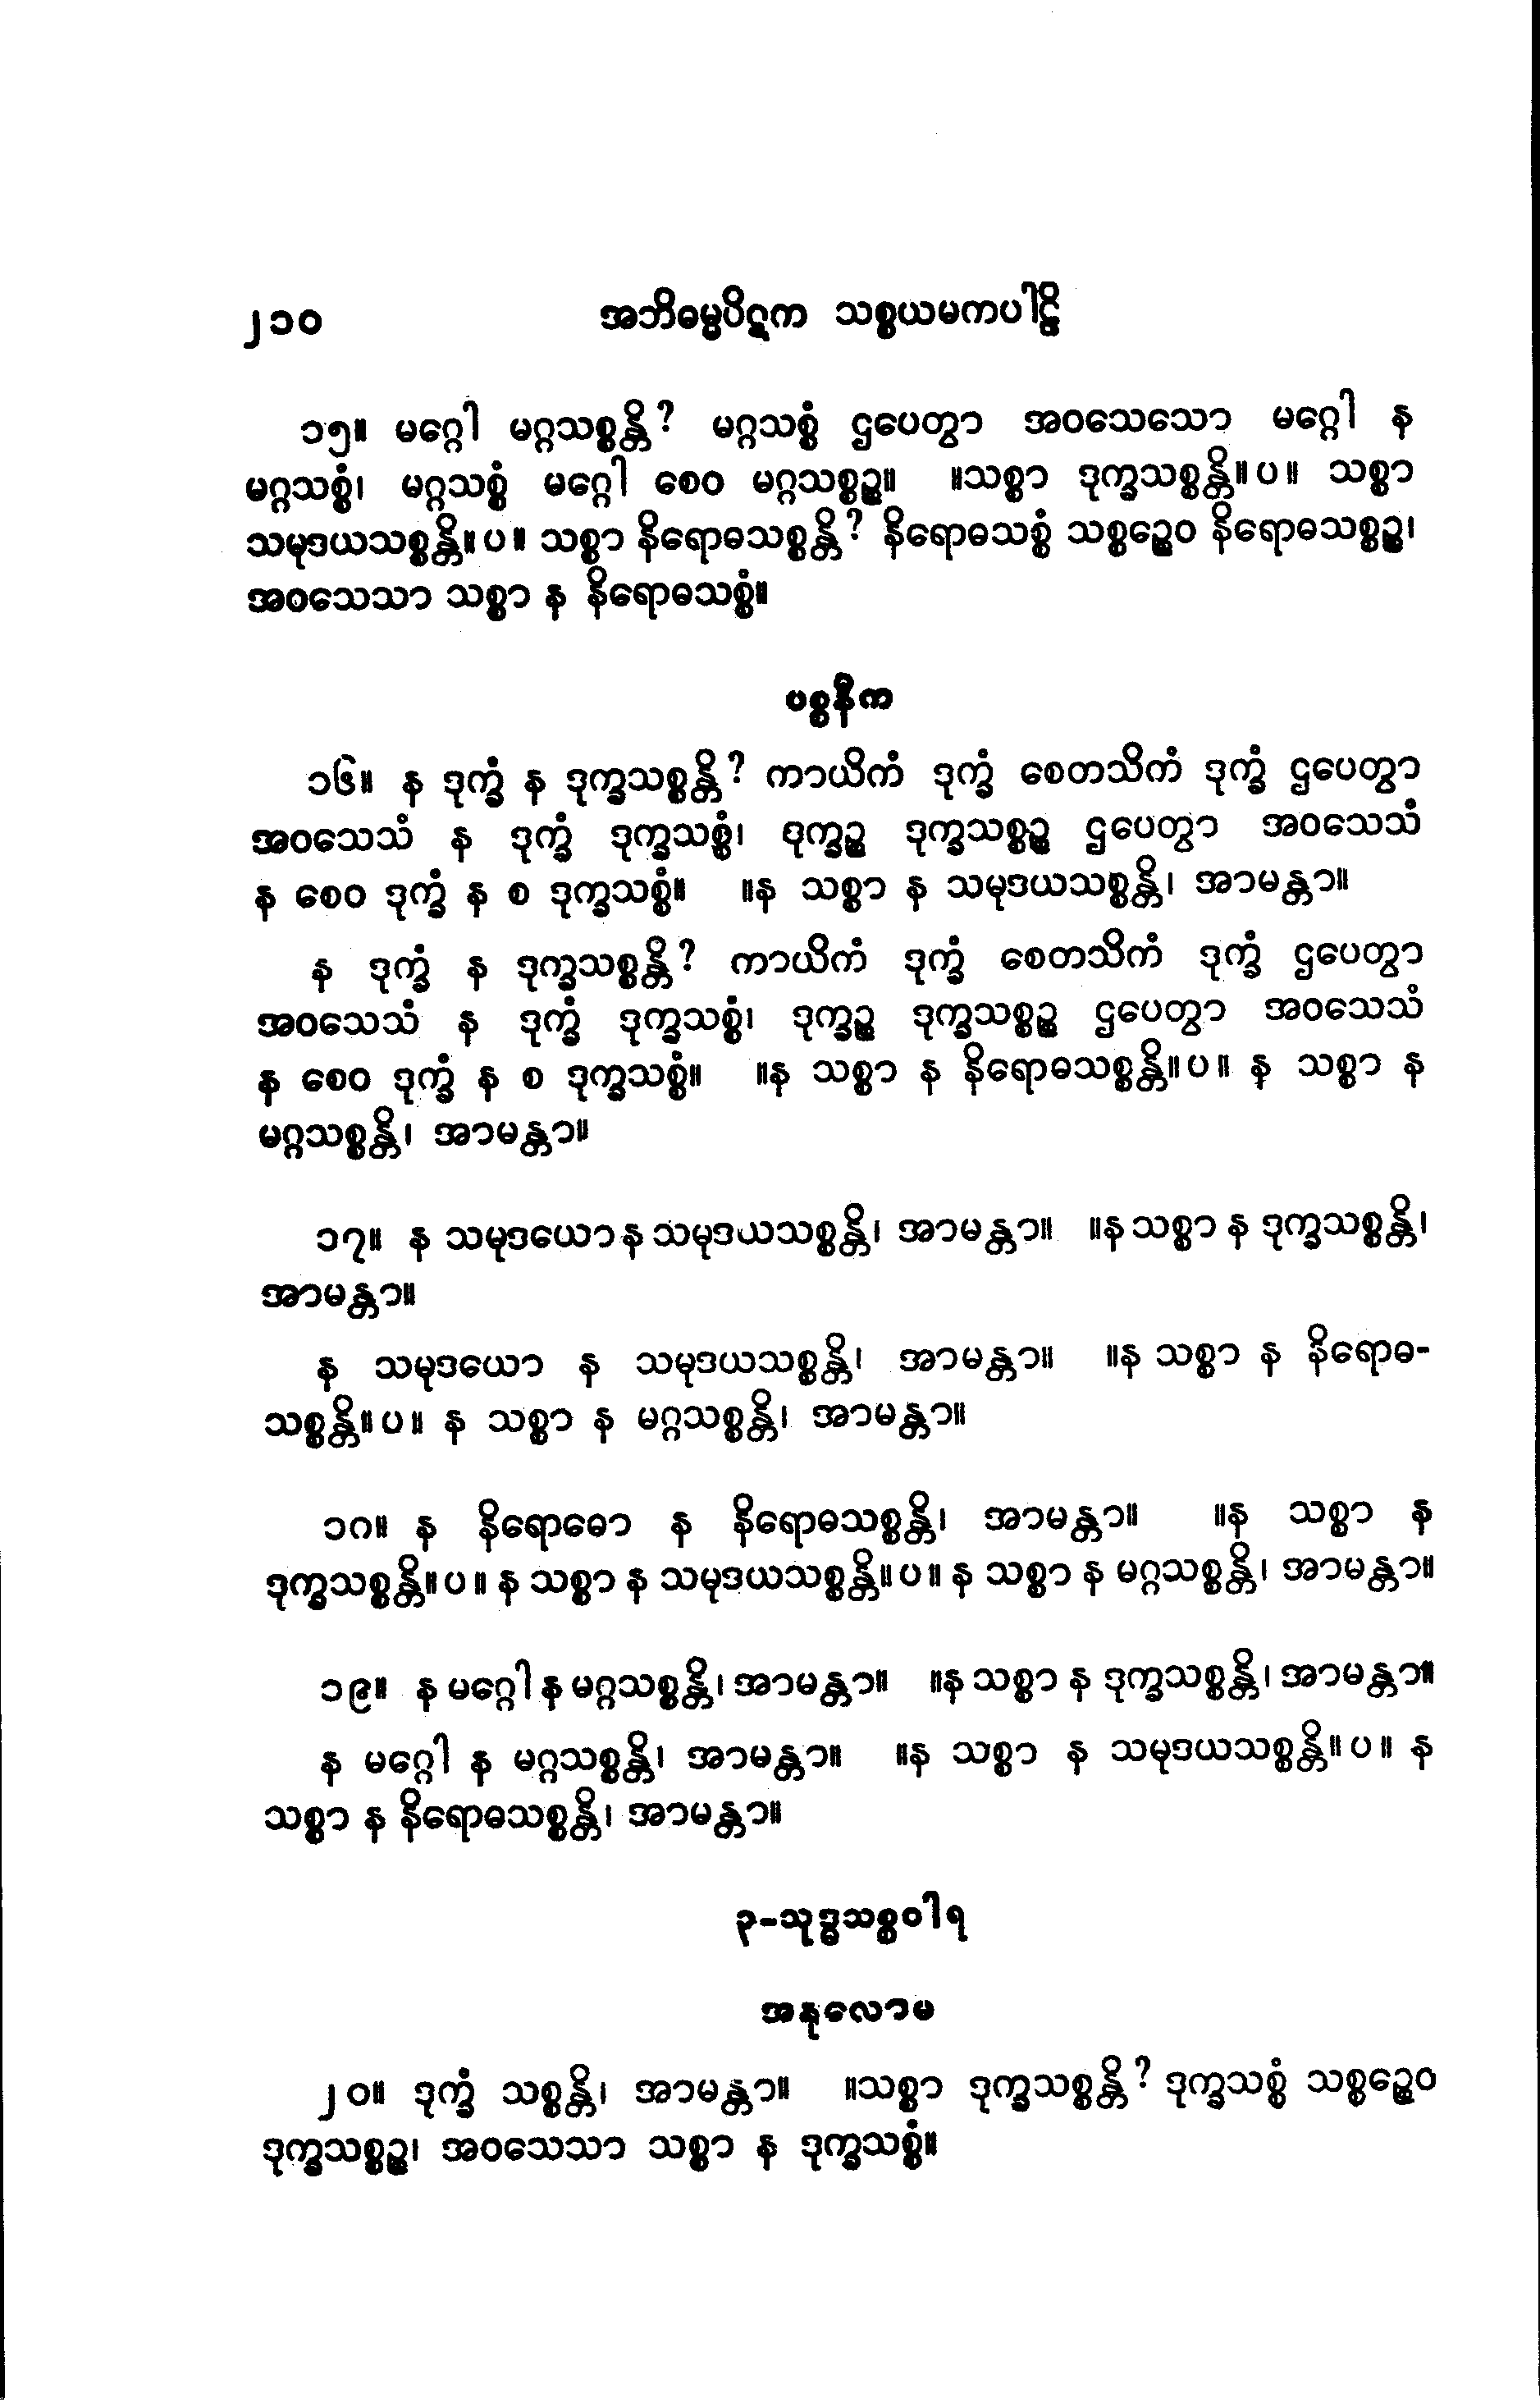 ၂၁၀ အဘိဓမ္မပိဋက သစ္စယမကပါဠိ
၁၅။ မဂ္ဂေါ မဂ္ဂသစ္စန္တိ? မဂ္ဂသစ္စံ ဌပေတွာ အဝသေသော မဂ္ဂေါ န
မဂ္ဂသစ္စံ၊ မဂ္ဂသစ္စံ မဂ္ဂေါ စေဝ မဂ္ဂသစ္စဉ္စ။ ။သစ္စာ ဒုက္ခသစ္စန္တိ။ပ။ သစ္စာ
သမုဒယသစ္စန္တိ။ပ။ သစ္စာ နိရောဓသစ္စန္တိ? နိရောဓသစ္စံ သစ္စဉ္စေဝ နိရောဓသစ္စဉ္စ၊
အဝသေသာ သစ္စာ န နိရောဓသစ္စံ။
ပစ္စနီက
၁၆။ န ဒုက္ခံ န ဒုက္ခသစ္စန္တိ? ကာယိကံ ဒုက္ခံ စေတသိကံ ဒုက္ခံ ဌပေတွာ
အဝသေသံ န ဒုက္ခံ ဒုက္ခသစ္စံ၊ ဒုက္ခဉ္စ ဒုက္ခသစ္စဉ္စ ဌပေတွာ အဝသေသံ
န စေဝ ဒုက္ခံ န စ ဒုက္ခသစ္စံ။ ။န သစ္စာ န သမုဒယသစ္စန္တိ၊ အာမန္တာ။
န ဒုက္ခံ န ဒုက္ခသစ္စန္တိ? ကာယိကံ ဒုက္ခံ စေတသိကံ ဒုက္ခံ ဌပေတွာ
အဝသေသံ န ဒုက္ခံ ဒုက္ခသစ္စံ၊ ဒုက္ခဉ္စ ဒုက္ခသစ္စဉ္စ ဌပေတွာ အဝသေသံ
န စေဝ ဒုက္ခံ န စ ဒုက္ခသစ္စံ။ ။န သစ္စာ န နိရောဓသစ္စန္တိ။ပ။ န သစ္စာ န
မဂ္ဂသစ္စန္တိ၊ အာမန္တာ။
၁၇။ န သမုဒယော န သမုဒယသစ္စန္တိ၊ အာမန္တာ။ ။န သစ္စာ န ဒုက္ခသစ္စန္တိ၊
အာမန္တာ။
န သမုဒယော န သမုဒယသစ္စန္တိ၊ အာမန္တာ။ ။န သစ္စာ န နိရောဓ-
သစ္စန္တိ။ပ။ န သစ္စာ န မဂ္ဂသစ္စန္တိ၊ အာမန္တာ။
၁၈။ န နိရောဓော န နိရောဓသစ္စန္တိ၊ အာမန္တာ။ ။န သစ္စာ န
ဒုက္ခသစ္စန္တိ။ပ။ န သစ္စာ န သမုဒယသစ္စန္တိ။ပ။ န သစ္စာ န မဂ္ဂသစ္စန္တိ၊ အာမန္တာ။
၁၉။ န မဂ္ဂေါ န မဂ္ဂသစ္စန္တိ၊ အာမန္တာ။ ။န သစ္စာ န ဒုက္ခသစ္စန္တိ၊ အာမန္တာ။
န မဂ္ဂေါ န မဂ္ဂသစ္စန္တိ၊ အာမန္တာ။ ။န သစ္စာ န သမုဒယသစ္စန္တိ။ပ။ န
သစ္စာ န နိရောဓသစ္စန္တိ၊ အာမန္တာ။
၃-သုဒ္ဓသစ္စဝါရ
အနုလောမ
၂၀။ ဒုက္ခံ သစ္စန္တိ၊ အာမန္တာ။ ။သစ္စာ ဒုက္ခသစ္စန္တိ? ဒုက္ခသစ္စံ သစ္စဉ္စေဝ
ဒုက္ခသစ္စဉ္စ၊ အဝသေသာ သစ္စာ န ဒုက္ခသစ္စံ။